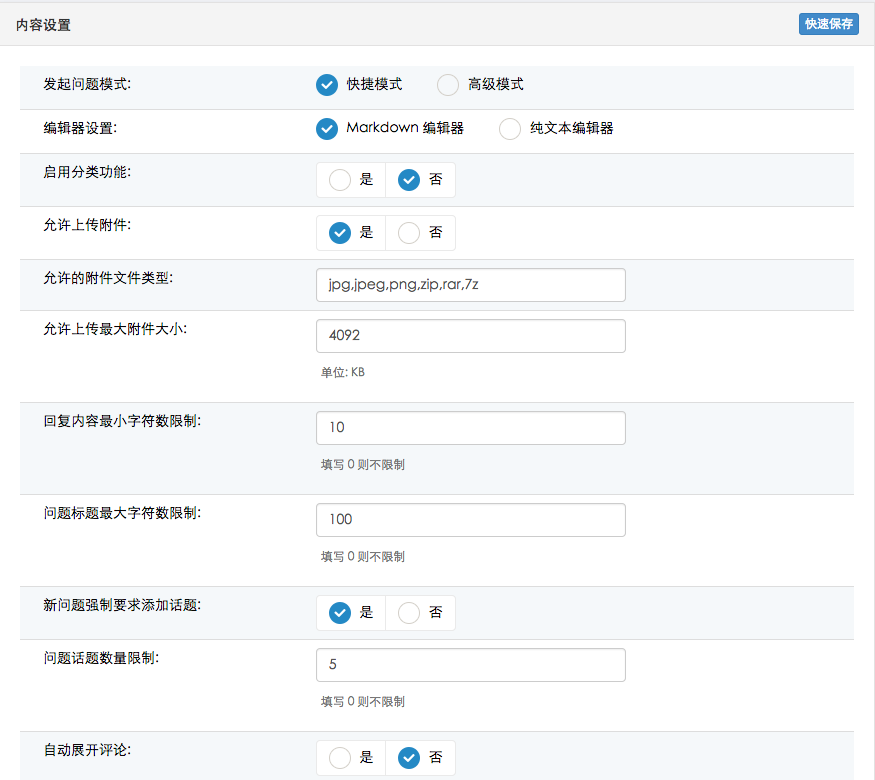 内容设置
快速保存
发起问题模式: 快捷模式 高级模式
编辑器设置: Markdown 编辑器 纯文本编辑器
启用分类功能: 是 否
允许上传附件: 是 否
允许的附件文件类型: jpg,jpeg,png,zip,rar,7z
允许上传最大附件大小: 4092
单位: KB
回复内容最小字符数限制: 10
填写 0 则不限制
问题标题最大字符数限制: 100
填写 0 则不限制
新问题强制要求添加话题: 是 否
问题话题数量限制: 5
填写 0 则不限制
自动展开评论: 是 否